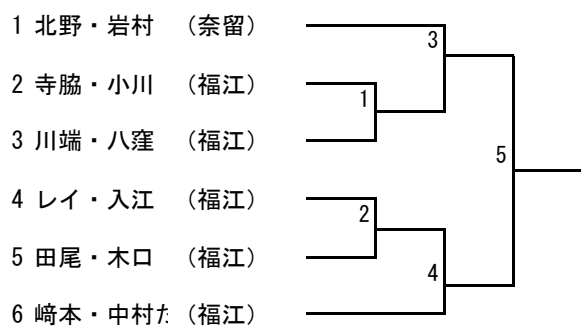 1 北野・岩村 （奈留）
2 寺脇・小川 （福江）
3 川端・八窪 （福江）
4 レイ・入江 （福江）
5 田尾・木口 （福江）
6 﨑本・中村た （福江）
3
1
5
2
4